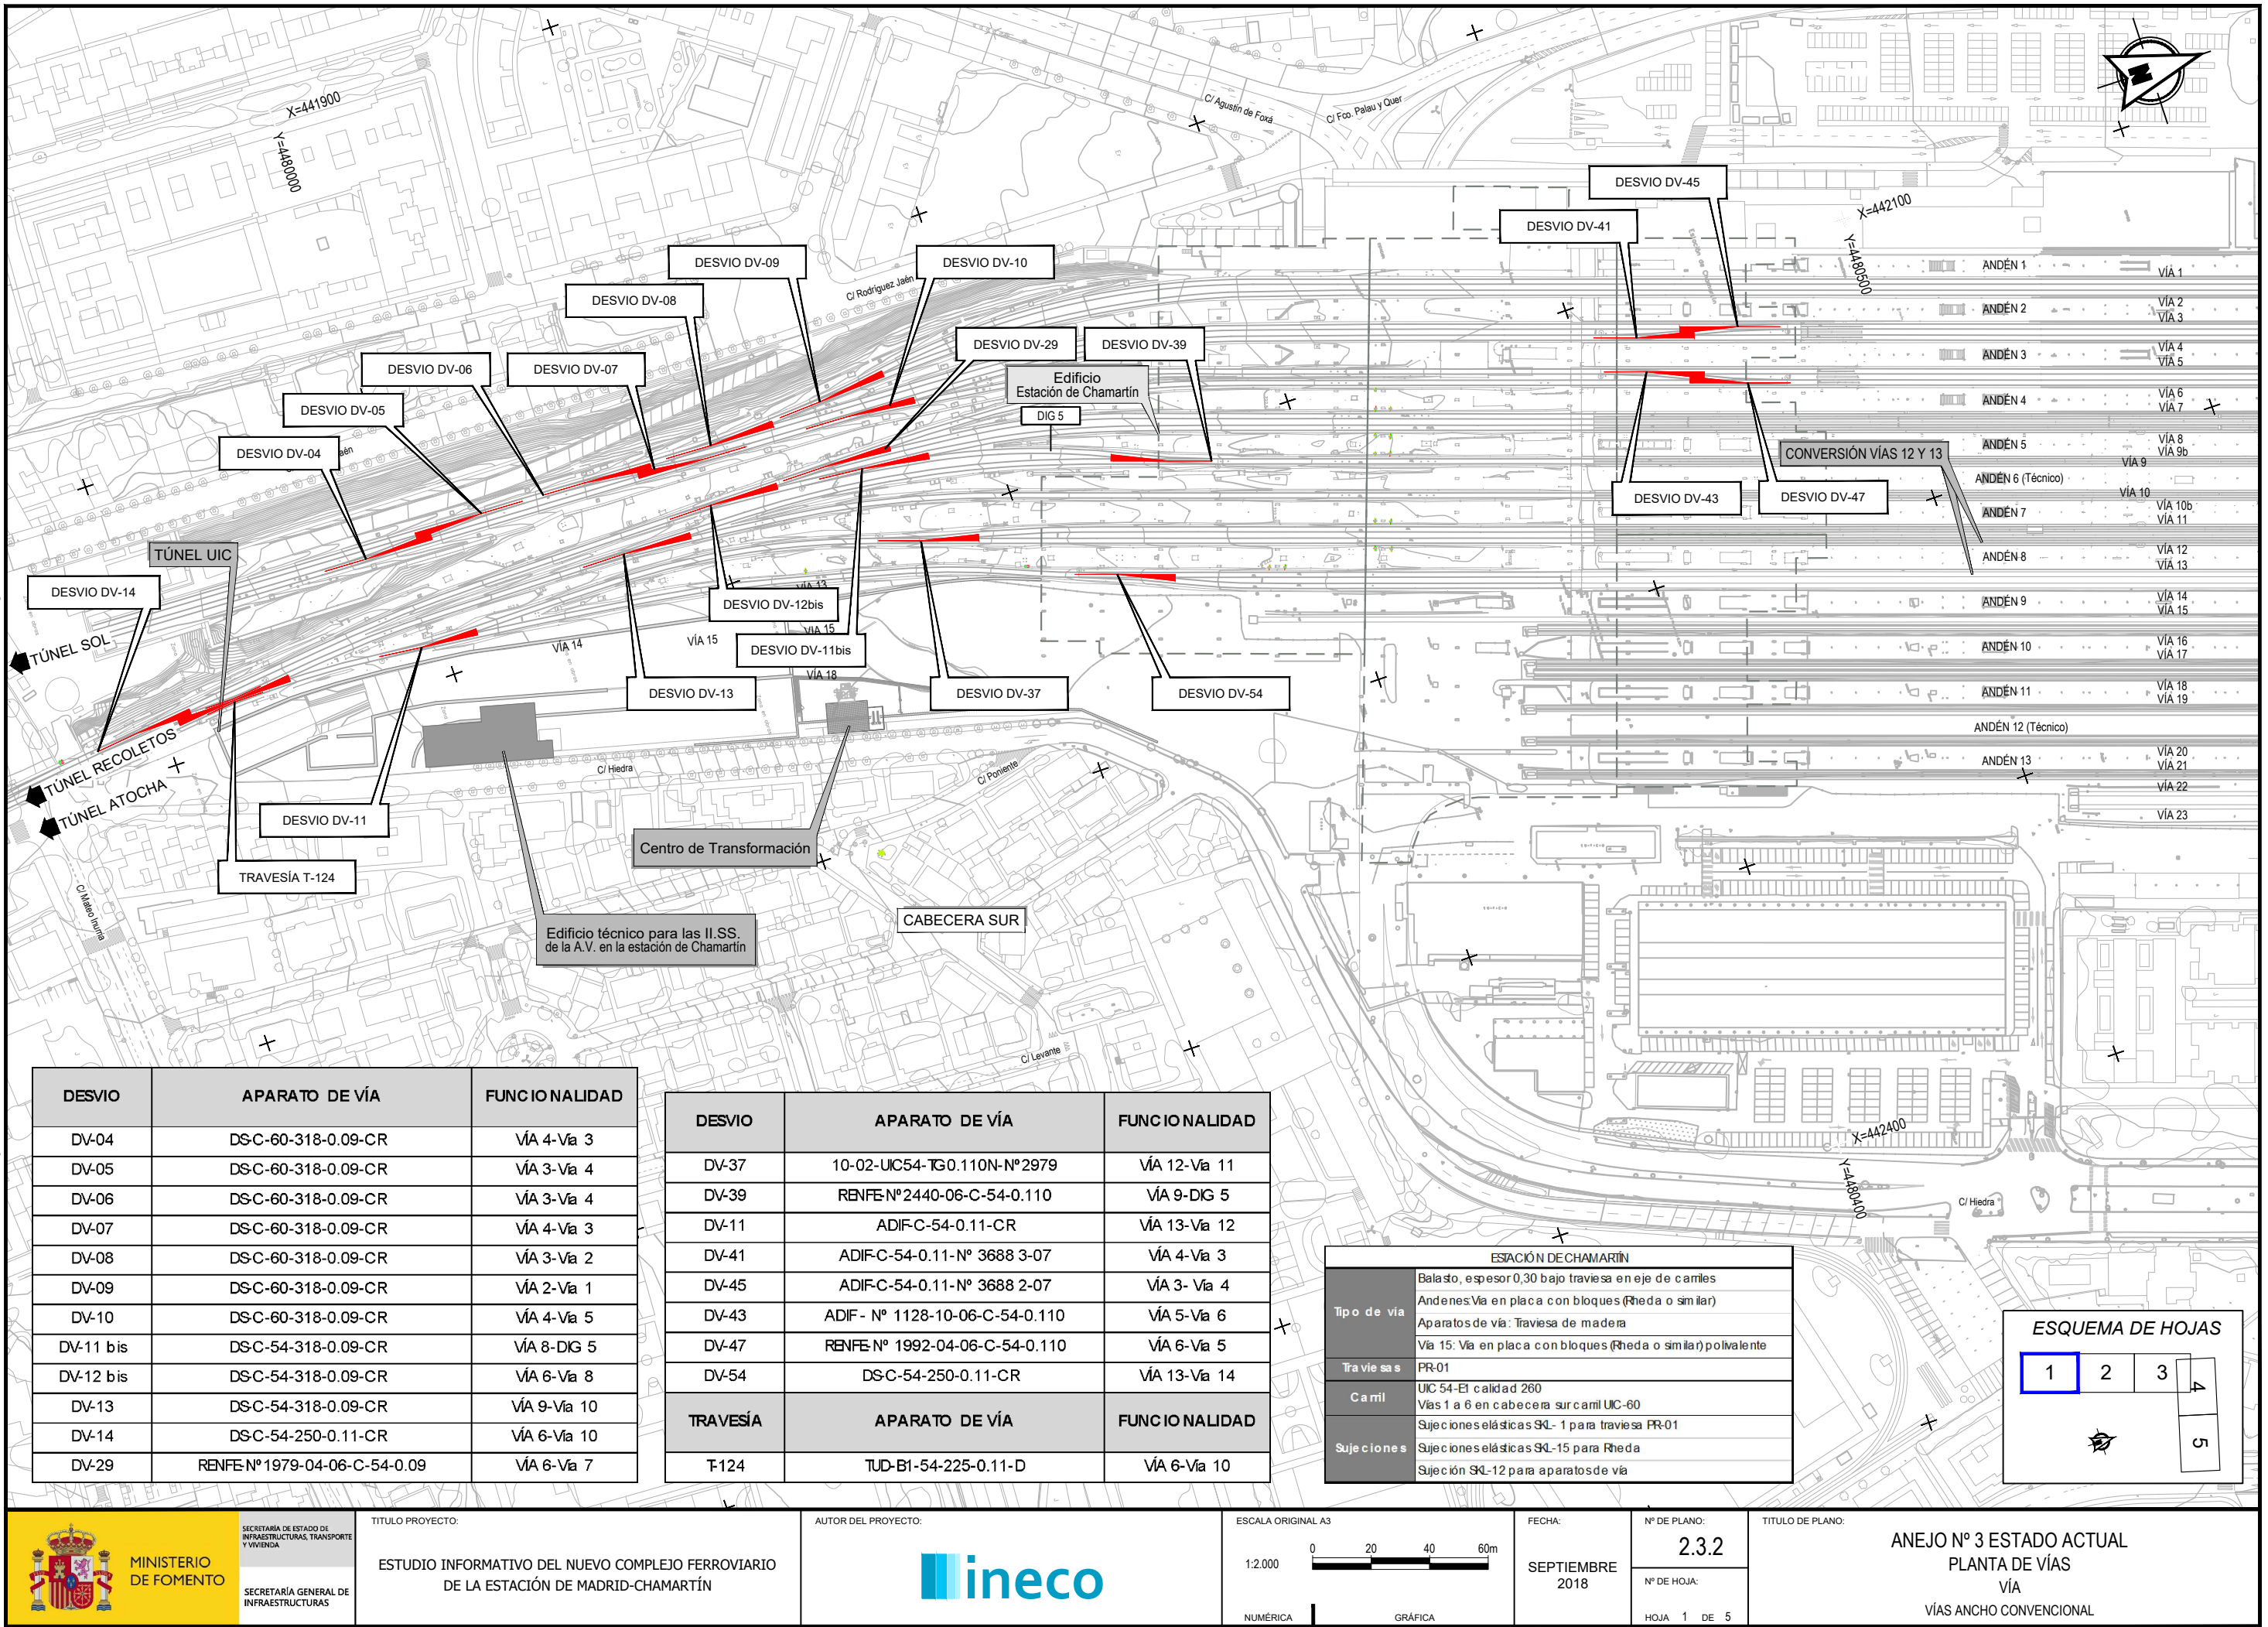 X=441900
Y=4480000
C/ Agustín de Foxá
C/ Fco. Palau y Quer
X=442100
Y=4480500
DESVIO DV-45
DESVIO DV-41
DESVIO DV-09
DESVIO DV-10
C/ Rodríguez Jaén
DESVIO DV-08
DESVIO DV-29
DESVIO DV-39
DESVIO DV-06
DESVIO DV-07
Edificio
Estación de Chamartín
DIG 5
DESVIO DV-05
DESVIO DV-04
Estación de Chamartín
ANDÉN 1
VÍA 1
VÍA 2
ANDÉN 2
VÍA 3
VÍA 4
ANDÉN 3
VÍA 5
VÍA 6
ANDÉN 4
VÍA 7
VÍA 8
ANDÉN 5
VÍA 9b
VÍA 9
ANDÉN 6 (Técnico)
VÍA 10
VÍA 10b
ANDÉN 7
VÍA 11
VÍA 12
ANDÉN 8
VÍA 13
VÍA 14
ANDÉN 9
VÍA 15
VÍA 16
ANDÉN 10
VÍA 17
VÍA 18
ANDÉN 11
VÍA 19
ANDÉN 12 (Técnico)
VÍA 20
ANDÉN 13
VÍA 21
VÍA 22
VÍA 23
CONVERSIÓN VÍAS 12 Y 13
DESVIO DV-43
DESVIO DV-47
TÚNEL UIC
DESVIO DV-14
TÚNEL SOL
VÍA 13
DESVIO DV-12bis
VÍA 14
VÍA 15
VÍA 15
DESVIO DV-11bis
VÍA 18
DESVIO DV-13
DESVIO DV-37
DESVIO DV-54
TÚNEL RECOLETOS
TÚNEL ATOCHA
C/ Hiedra
C/ Poniente
DESVIO DV-11
Centro de Transformación
TRAVESÍA T-124
C/ Mateo Inurria
Edificio técnico para las II.SS.
de la A.V. en la estación de Chamartín
CABECERA SUR
C/ Levante
X=442400
Y=4480400
C/ Hiedra
DESVIO APARATO DE VÍA FUNCIONALIDAD
DV-04 DS-C-60-318-0.09-CR VÍA 4-Vía 3
DV-05 DS-C-60-318-0.09-CR VÍA 3-Vía 4
DV-06 DS-C-60-318-0.09-CR VÍA 3-Vía 4
DV-07 DS-C-60-318-0.09-CR VÍA 4-Vía 3
DV-08 DS-C-60-318-0.09-CR VÍA 3-Vía 2
DV-09 DS-C-60-318-0.09-CR VÍA 2-Vía 1
DV-10 DS-C-60-318-0.09-CR VÍA 4-Vía 5
DV-11 bis DS-C-54-318-0.09-CR VÍA 8-DIG 5
DV-12 bis DS-C-54-318-0.09-CR VÍA 6-Vía 8
DV-13 DS-C-54-318-0.09-CR VÍA 9-Vía 10
DV-14 DS-C-54-250-0.11-CR VÍA 6-Vía 10
DV-29 RENFE-Nº1979-04-06-C-54-0.09 VÍA 6-Vía 7
DESVIO APARATO DE VÍA FUNCIONALIDAD
DV-37 10-02-UIC54-TG0.110N-Nº2979 VÍA 12-Vía 11
DV-39 RENFE-Nº2440-06-C-54-0.110 VÍA 9-DIG 5
DV-11 ADIF-C-54-0.11-CR VÍA 13-Vía 12
DV-41 ADIF-C-54-0.11-Nº 3688 3-07 VÍA 4-Vía 3
DV-45 ADIF-C-54-0.11-Nº 3688 2-07 VÍA 3- Vía 4
DV-43 ADIF - Nº 1128-10-06-C-54-0.110 VÍA 5-Vía 6
DV-47 RENFE-Nº 1992-04-06-C-54-0.110 VÍA 6-Vía 5
DV-54 DS-C-54-250-0.11-CR VÍA 13-Vía 14
TRAVESÍA APARATO DE VÍA FUNCIONALIDAD
T-124 TUD-B1-54-225-0.11-D VÍA 6-Vía 10
ESTACIÓN DE CHAMARTÍN
Tipo de vía
Balasto, espesor 0,30 bajo traviesa en eje de carriles
Andenes:Vía en placa con bloques (Rheda o similar)
Aparatos de vía: Traviesa de madera
Vía 15: Vía en placa con bloques (Rheda o similar) polivalente
Traviesas PR-01
Carril
UIC 54-E1 calidad 260
Vías 1 a 6 en cabecera sur carril UIC-60
Sujeciones
Sujeciones elásticas SKL- 1 para traviesa PR-01
Sujeciones elásticas SKL-15 para Rheda
Sujeción SKL-12 para aparatos de vía
ESQUEMA DE HOJAS
1 2 3 4 5
MINISTERIO
DE FOMENTO
SECRETARÍA DE ESTADO DE
INFRAESTRUCTURAS, TRANSPORTE
Y VIVIENDA
SECRETARÍA GENERAL DE
INFRAESTRUCTURAS
TITULO PROYECTO:
ESTUDIO INFORMATIVO DEL NUEVO COMPLEJO FERROVIARIO
DE LA ESTACIÓN DE MADRID-CHAMARTÍN
AUTOR DEL PROYECTO:
ineco
ESCALA ORIGINAL A3
1:2.000
0 20 40 60m
NUMÉRICA GRÁFICA
FECHA:
SEPTIEMBRE
2018
Nº DE PLANO:
2.3.2
Nº DE HOJA:
HOJA 1 DE 5
TITULO DE PLANO:
ANEJO Nº 3 ESTADO ACTUAL
PLANTA DE VÍAS
VÍA
VÍAS ANCHO CONVENCIONAL